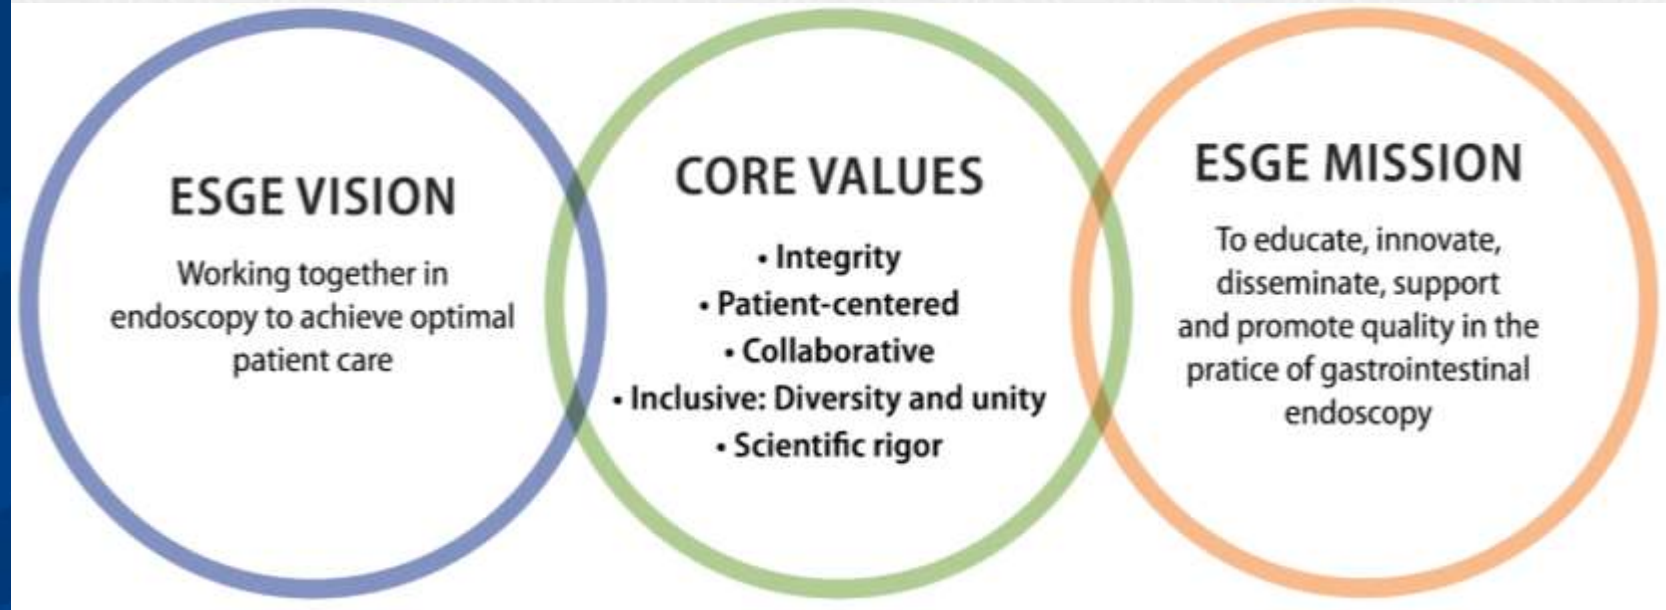 ESGE VISION
Working together in
endoscopy to achieve optimal
patient care
CORE VALUES
• Integrity
• Patient-centered
• Collaborative
• Inclusive: Diversity and unity
• Scientific rigor
ESGE MISSION
To educate, innovate,
disseminate, support
and promote quality in the
pratice of gastrointestinal
endoscopy